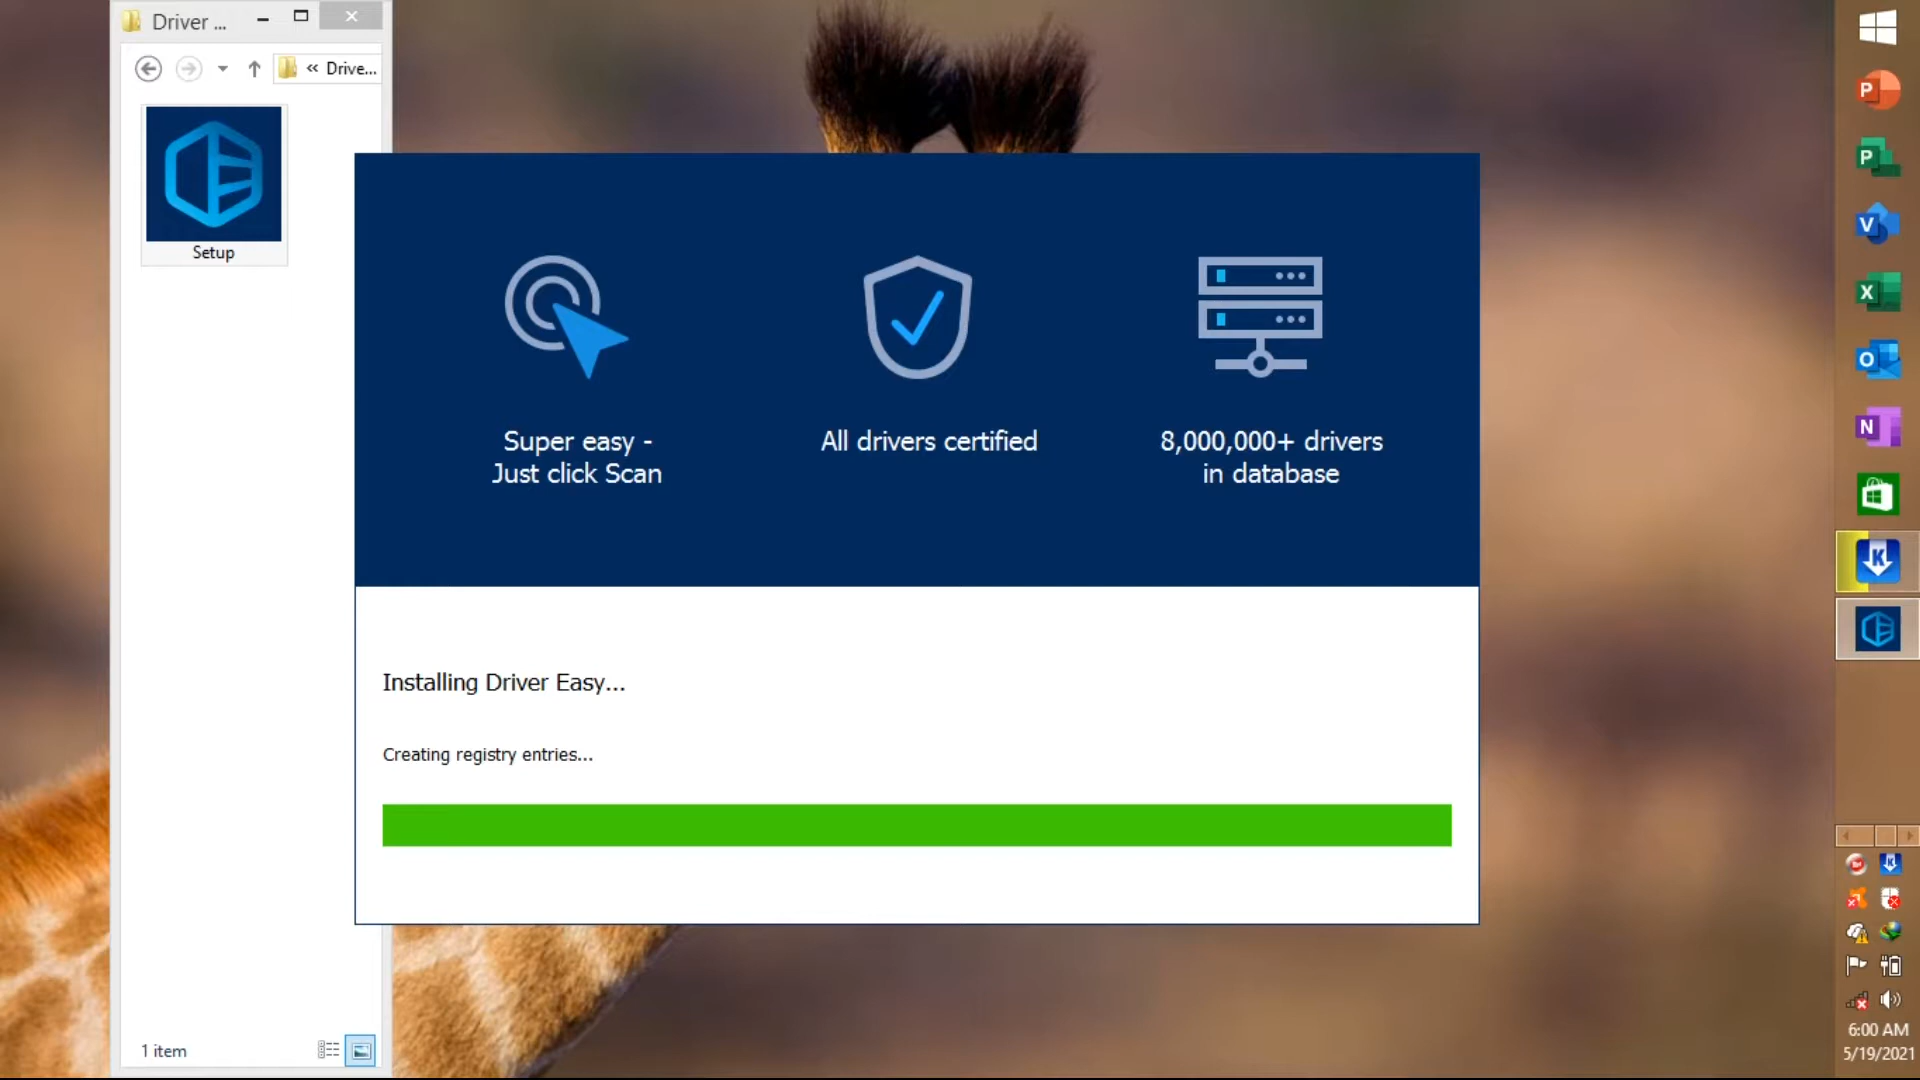 Driver ...
« Drive...
Setup
Super easy -
Just click Scan
All drivers certified
8,000,000+ drivers
in database
Installing Driver Easy...
Creating registry entries...
1 item
P
P
V
X
O
N
K
6:00 AM
5/19/2021